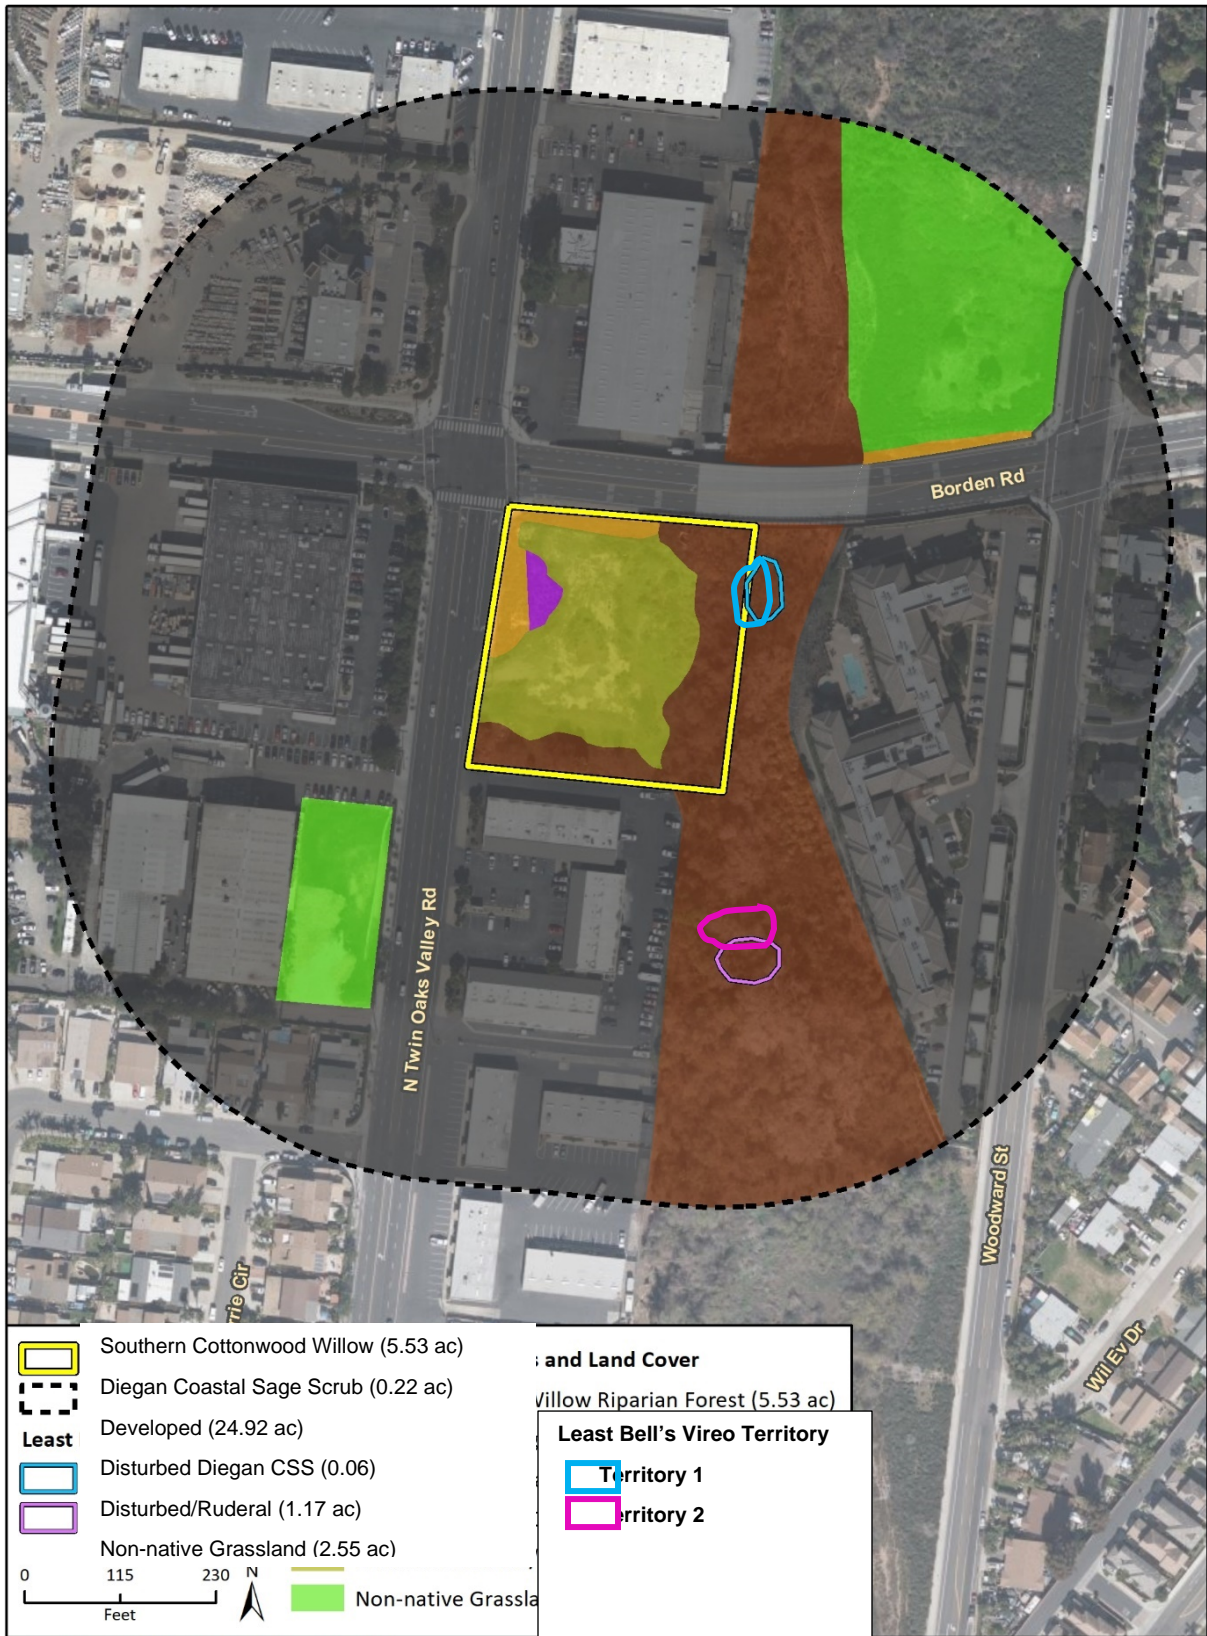 Borden Rd
N Twin Oaks Valley Rd
Woodward St
Wil Ev Dr
rrie Cir
Southern Cottonwood Willow (5.53 ac)
Diegan Coastal Sage Scrub (0.22 ac)
Developed (24.92 ac)
Least
Disturbed Diegan CSS (0.06)
Disturbed/Ruderal (1.17 ac)
Non-native Grassland (2.55 ac)
and Land Cover
Willow Riparian Forest (5.53 ac)
Least Bell's Vireo Territory
Territory 1
erritory 2
0 115 230
Feet
N
Non-native Grassla